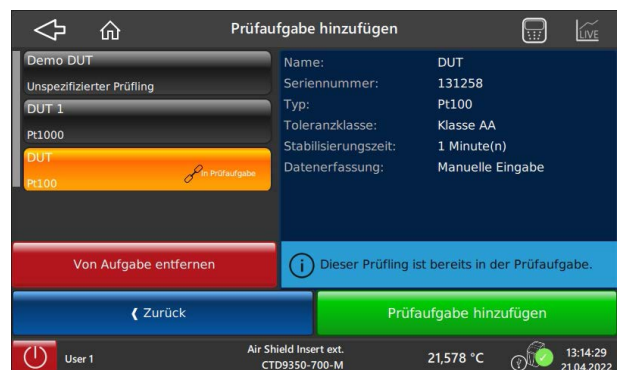 Prüfaufgabe hinzufügen
LIVE
Demo DUT
Unspezifizierter Prüfling
DUT 1
Pt1000
DUT
Pt100
In Prüfaufgabe
Name: DUT
Seriennummer: 131258
Typ: Pt100
Toleranzklasse: Klasse AA
Stabilisierungszeit: 1 Minute(n)
Datenerfassung: Manuelle Eingabe
Von Aufgabe entfernen
Dieser Prüfling ist bereits in der Prüfaufgabe.
Zurück
Prüfaufgabe hinzufügen
User 1
Air Shield Insert ext.
CTD9350-700-M
21,578 °C
13:14:29
21.04.2022